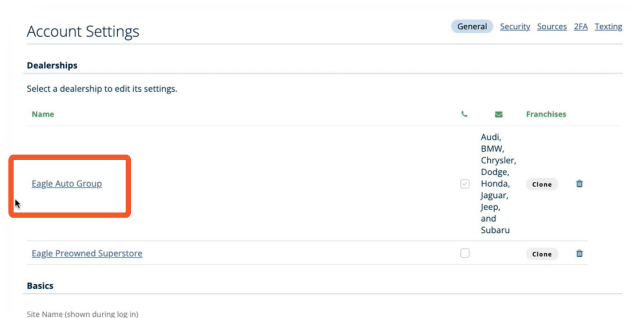 Account Settings
General Security Sources 2FA Texting
Dealerships
Select a dealership to edit its settings.
Name Franchises
Eagle Auto Group
Audi,
BMW,
Chrysler,
Dodge,
Honda,
Jaguar,
Jeep,
and
Subaru
Clone
Eagle Preowned Superstore Clone
Basics
Site Name (shown during log in)